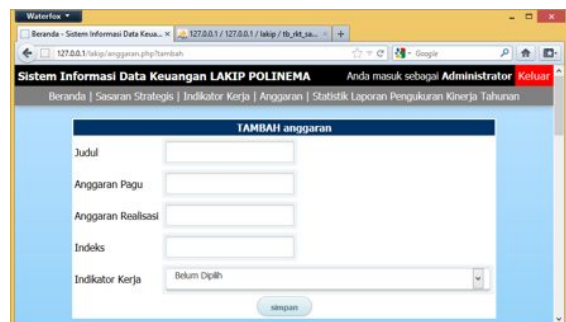 Waterfox
Beranda - Sistem Informasi Data Keua... × 127.0.0.1 / 127.0.0.1 / lakip / tb_rkt_sa... × +
127.0.0.1/lakip/anggaran.php?tambah Google
Sistem Informasi Data Keuangan LAKIP POLINEMA Anda masuk sebagai Administrator Keluar
Beranda | Sasaran Strategis | Indikator Kerja | Anggaran | Statistik Laporan Pengukuran Kinerja Tahunan
TAMBAH anggaran
Judul
Anggaran Pagu
Anggaran Realisasi
Indeks
Indikator Kerja Belum Dipilih
simpan